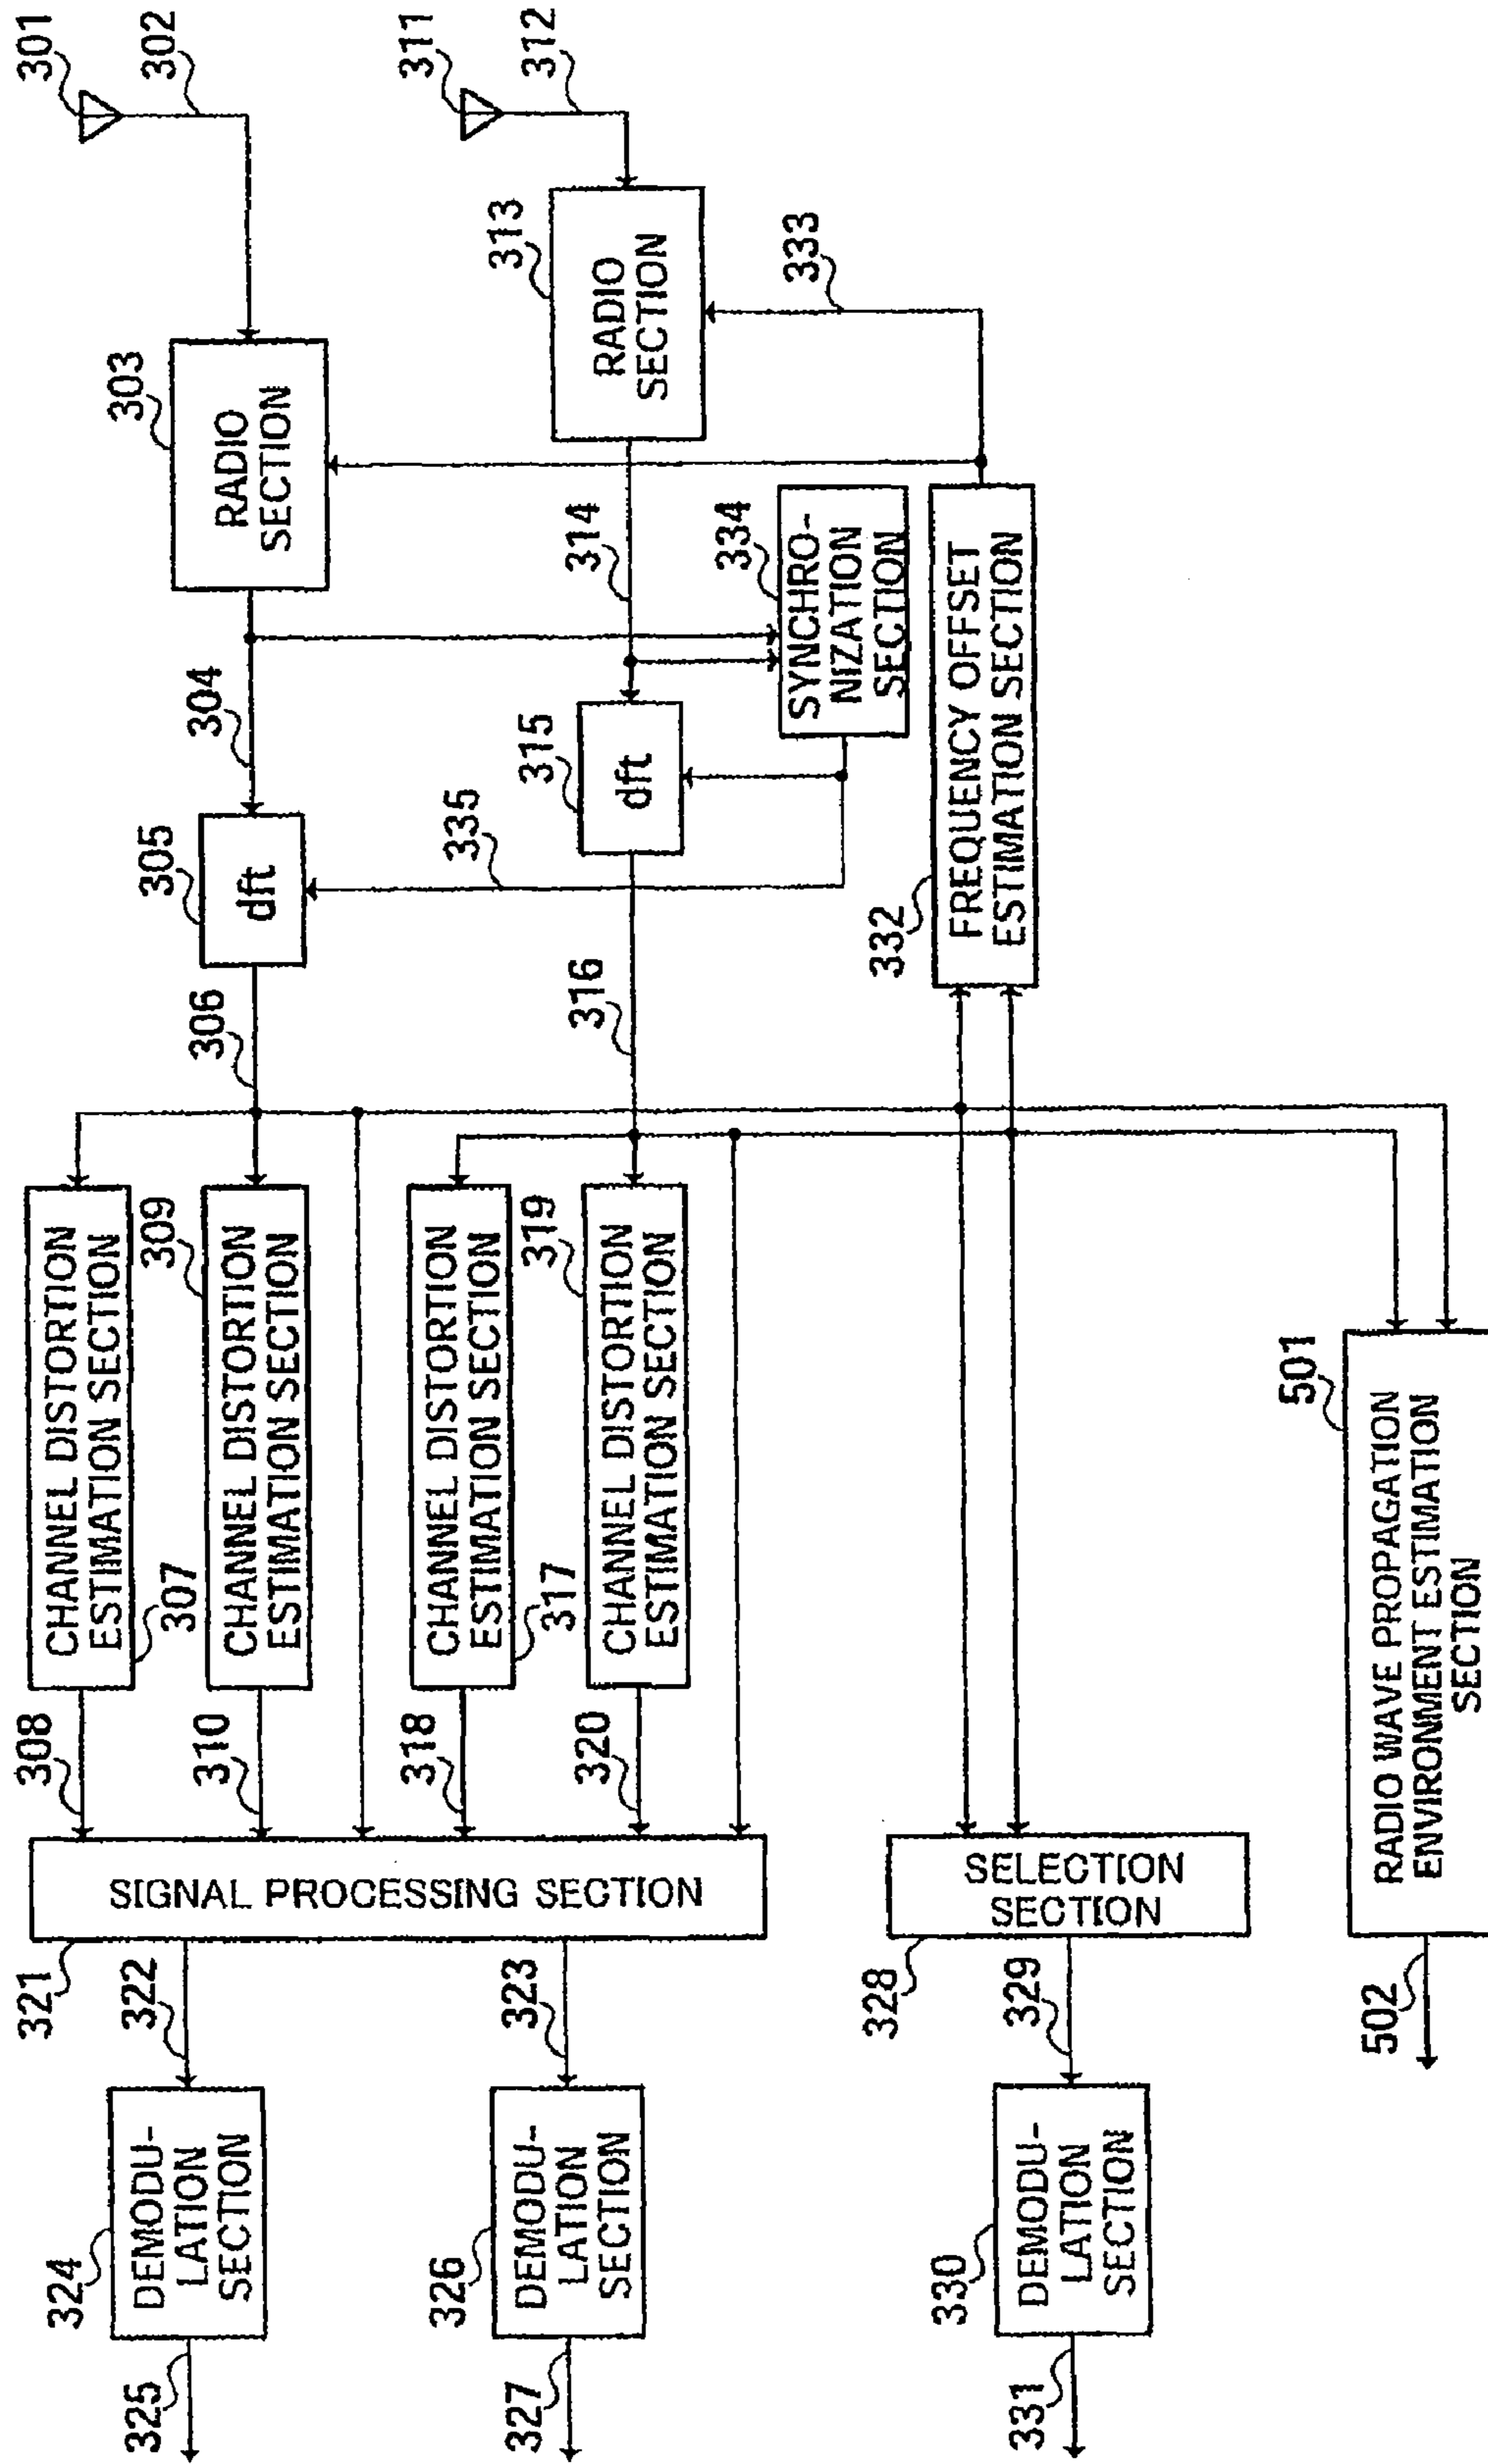 301
302
303
RADIO
SECTION
304
305
dft
306
311
312
313
RADIO
SECTION
314
315
dft
316
333
334
SYNCHRO-
NIZATION
SECTION
335
332
FREQUENCY OFFSET
ESTIMATION SECTION
CHANNEL DISTORTION
ESTIMATION SECTION
307
308
309
CHANNEL DISTORTION
ESTIMATION SECTION
310
CHANNEL DISTORTION
ESTIMATION SECTION
317
318
319
CHANNEL DISTORTION
ESTIMATION SECTION
320
SIGNAL PROCESSING SECTION
321
322
323
324
DEMODU-
LATION
SECTION
325
326
DEMODU-
LATION
SECTION
327
SELECTION
SECTION
328
329
330
DEMODU-
LATION
SECTION
331
501
RADIO WAVE PROPAGATION
ENVIRONMENT ESTIMATION
SECTION
502